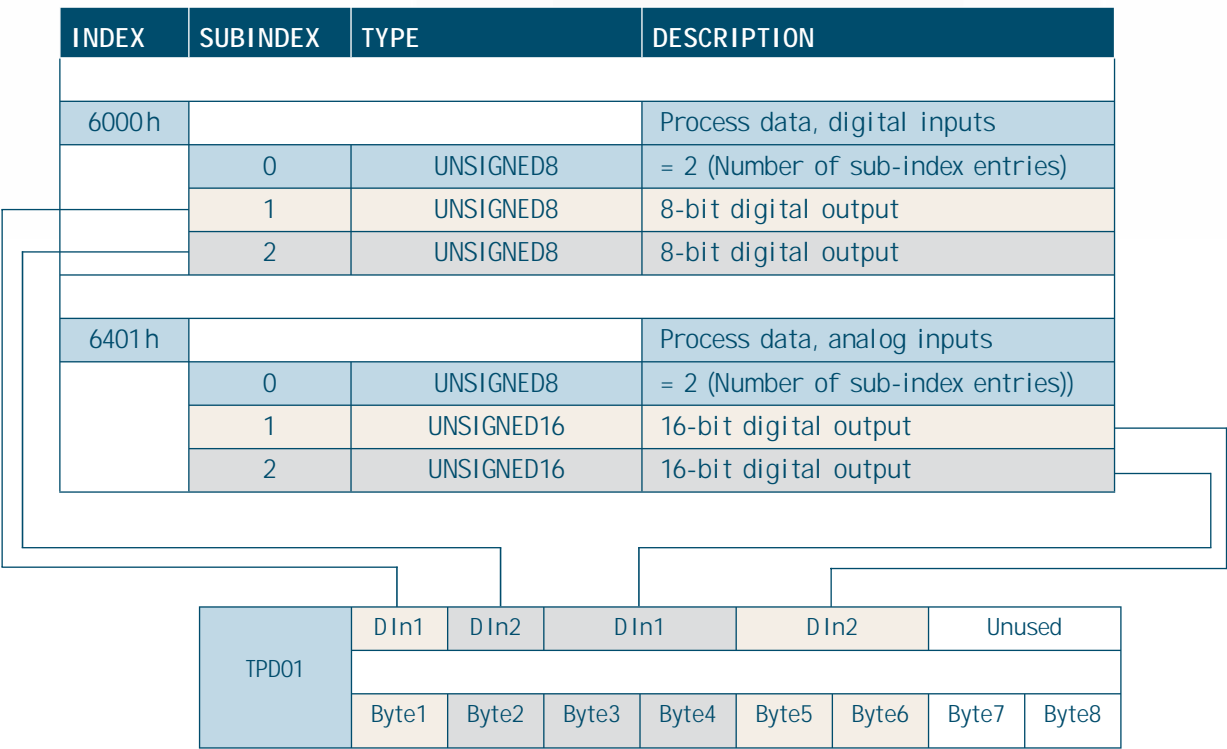 INDEX SUBINDEX TYPE DESCRIPTION
6000h Process data, digital inputs
0 UNSIGNED8 = 2 (Number of sub-index entries)
1 UNSIGNED8 8-bit digital output
2 UNSIGNED8 8-bit digital output
6401h Process data, analog inputs
0 UNSIGNED8 = 2 (Number of sub-index entries))
1 UNSIGNED16 16-bit digital output
2 UNSIGNED16 16-bit digital output
TPDO1
DIn1 DIn2 DIn1 DIn2 Unused
Byte1 Byte2 Byte3 Byte4 Byte5 Byte6 Byte7 Byte8